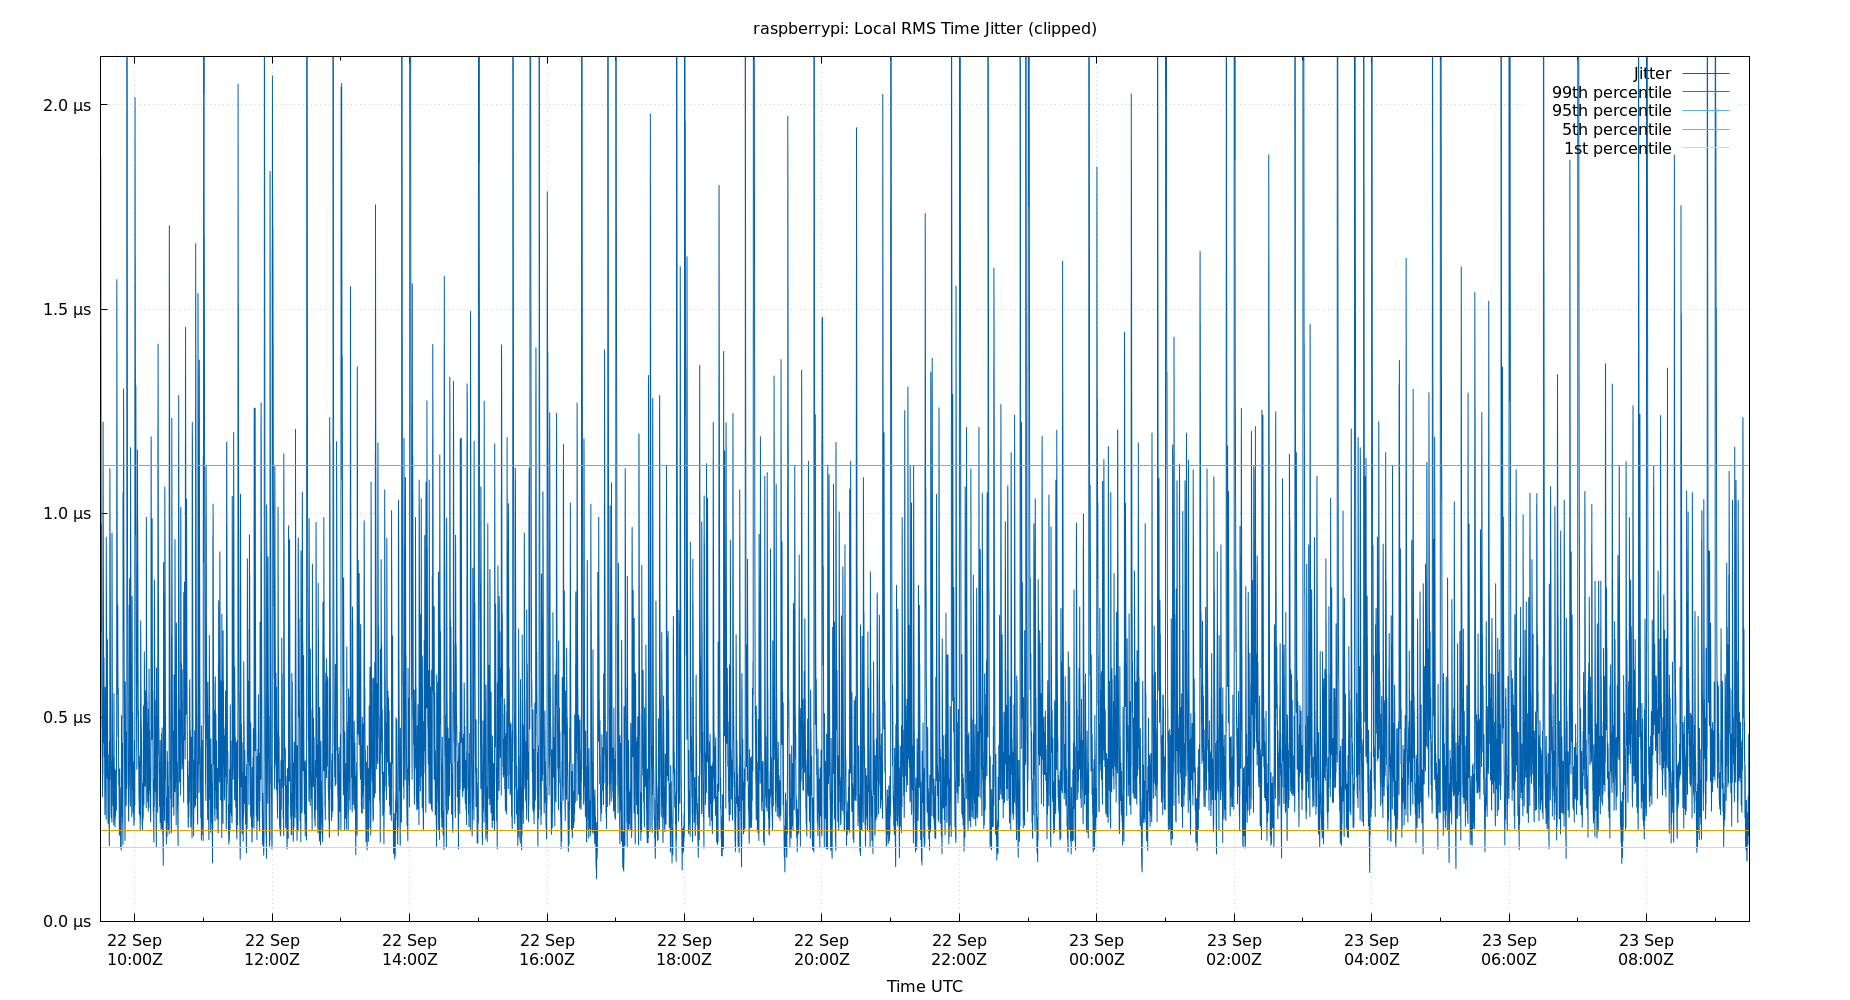 raspberrypi: Local RMS Time Jitter (clipped)
Jitter
99th percentile
95th percentile
5th percentile
1st percentile
2.0 µs
1.5 µs
1.0 µs
0.5 µs
0.0 µs
22 Sep 22 Sep 22 Sep 22 Sep 22 Sep 22 Sep 22 Sep 23 Sep 23 Sep 23 Sep 23 Sep 23 Sep
10:00Z 12:00Z 14:00Z 16:00Z 18:00Z 20:00Z 22:00Z 00:00Z 02:00Z 04:00Z 06:00Z 08:00Z
Time UTC